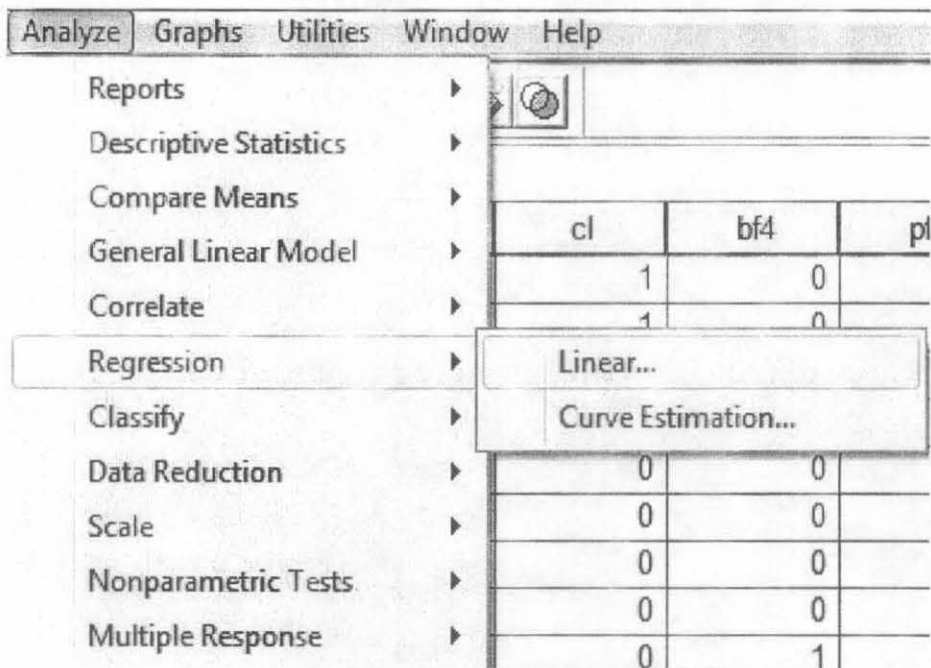 Analyze Graphs Utilities Window Help
Reports
Descriptive Statistics
Compare Means
General Linear Model
Correlate
Regression
Classify
Data Reduction
Scale
Nonparametric Tests
Multiple Response
Linear...
Curve Estimation...
cl bf4
1 0
1 0
0 0
0 0
0 0
0 0
0 1